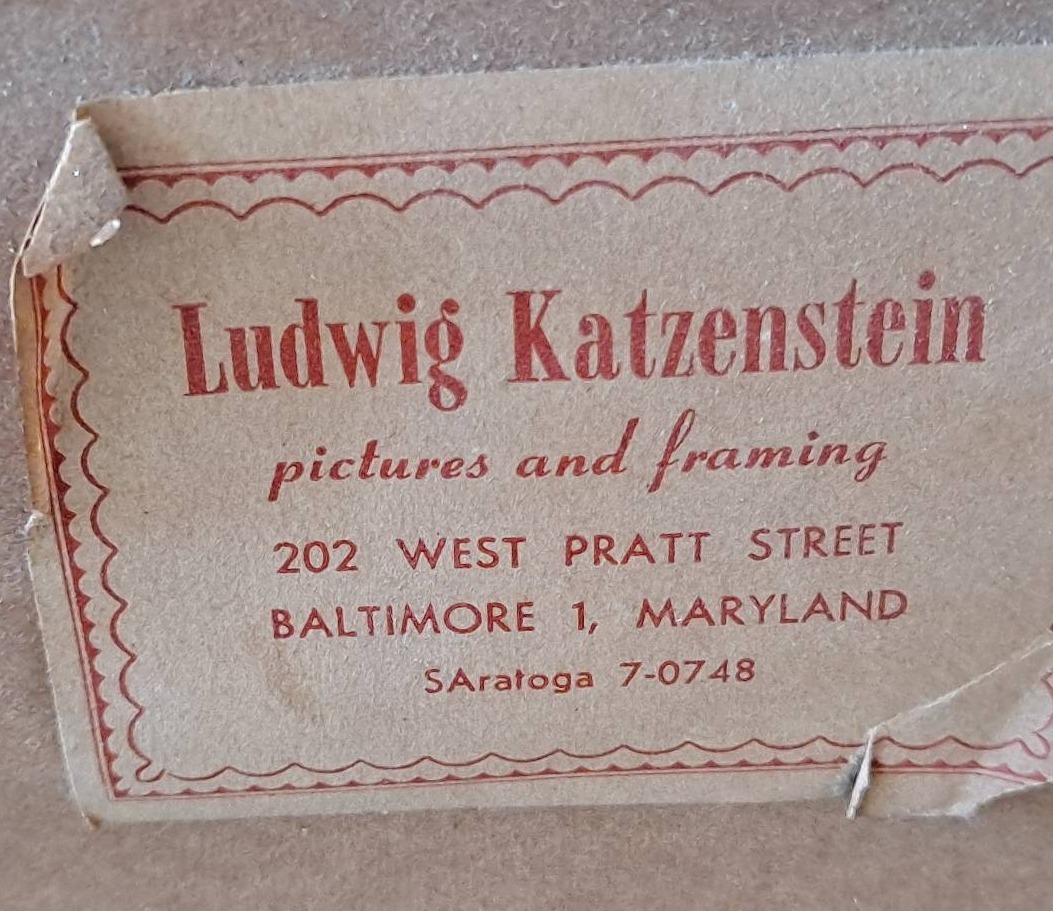 Ludwig Katzenstein
pictures and framing
202 WEST PRATT STREET
BALTIMORE 1, MARYLAND
SAratoga 7-0748